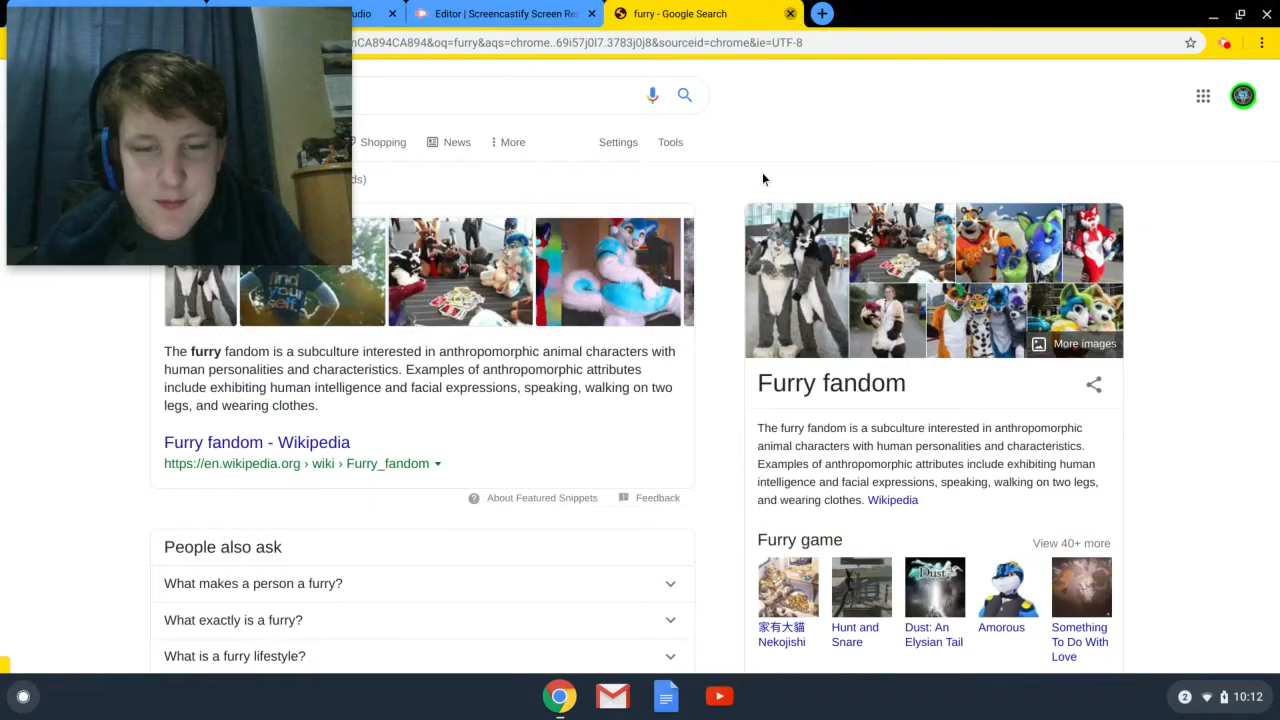 udio
Editor | Screencastify Screen Re
furry - Google Search
nCA894CA894&oq=furry&aqs=chrome..69i57j0l7.3783j0j8&sourceid=chrome&ie=UTF-8
Shopping
News
More
Settings
Tools
ds)
find
your
self
The furry fandom is a subculture interested in anthropomorphic animal characters with
human personalities and characteristics. Examples of anthropomorphic attributes
include exhibiting human intelligence and facial expressions, speaking, walking on two
legs, and wearing clothes.
Furry fandom - Wikipedia
https://en.wikipedia.org › wiki › Furry_fandom
About Featured Snippets
Feedback
People also ask
What makes a person a furry?
What exactly is a furry?
What is a furry lifestyle?
More images
Furry fandom
The furry fandom is a subculture interested in anthropomorphic
animal characters with human personalities and characteristics.
Examples of anthropomorphic attributes include exhibiting human
intelligence and facial expressions, speaking, walking on two legs,
and wearing clothes. Wikipedia
Furry game
View 40+ more
Dust
家有大貓
Nekojishi
Hunt and
Snare
Dust: An
Elysian Tail
Amorous
Something
To Do With
Love
2
10:12